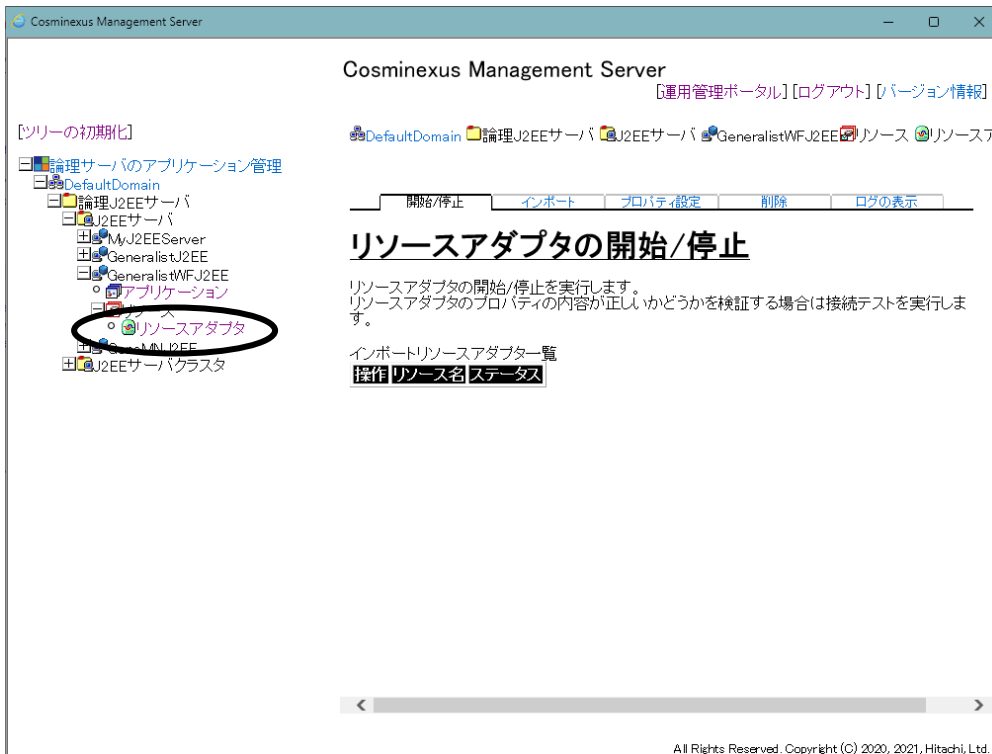 Cosminexus Management Server
Cosminexus Management Server
[運用管理ポータル] [ログアウト] [バージョン情報]
[ツリーの初期化]
DefaultDomain 論理J2EEサーバ J2EEサーバ GeneralistWFJ2EE リソース リソースア
論理サーバのアプリケーション管理
DefaultDomain
論理J2EEサーバ
J2EEサーバ
MyJ2EEServer
GeneralistJ2EE
GeneralistWFJ2EE
アプリケーション
リソース
リソースアダプタ
GeneMNJ2EE
J2EEサーバクラスタ
開始/停止 インポート プロパティ設定 削除 ログの表示
リソースアダプタの開始/停止
リソースアダプタの開始/停止を実行します。
リソースアダプタのプロパティの内容が正しいかどうかを検証する場合は接続テストを実行しま
す。
インポートリソースアダプター覧
操作 リソース名 ステータス
All Rights Reserved. Copyright (C) 2020, 2021, Hitachi, Ltd.